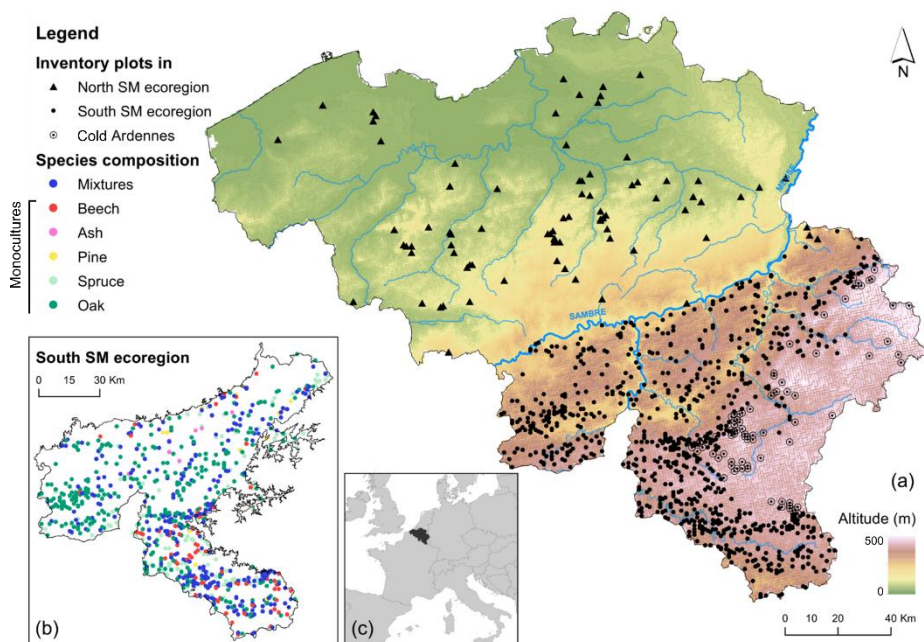 Legend
Inventory plots in
North SM ecoregion
South SM ecoregion
Cold Ardennes
Species composition
Monocultures
Mixtures
Beech
Ash
Pine
Spruce
Oak
N
MEUSE
SAMBRE
South SM ecoregion
0 15 30 Km
(b)
(c)
(a)
Altitude (m)
500
0
0 20 40 Km